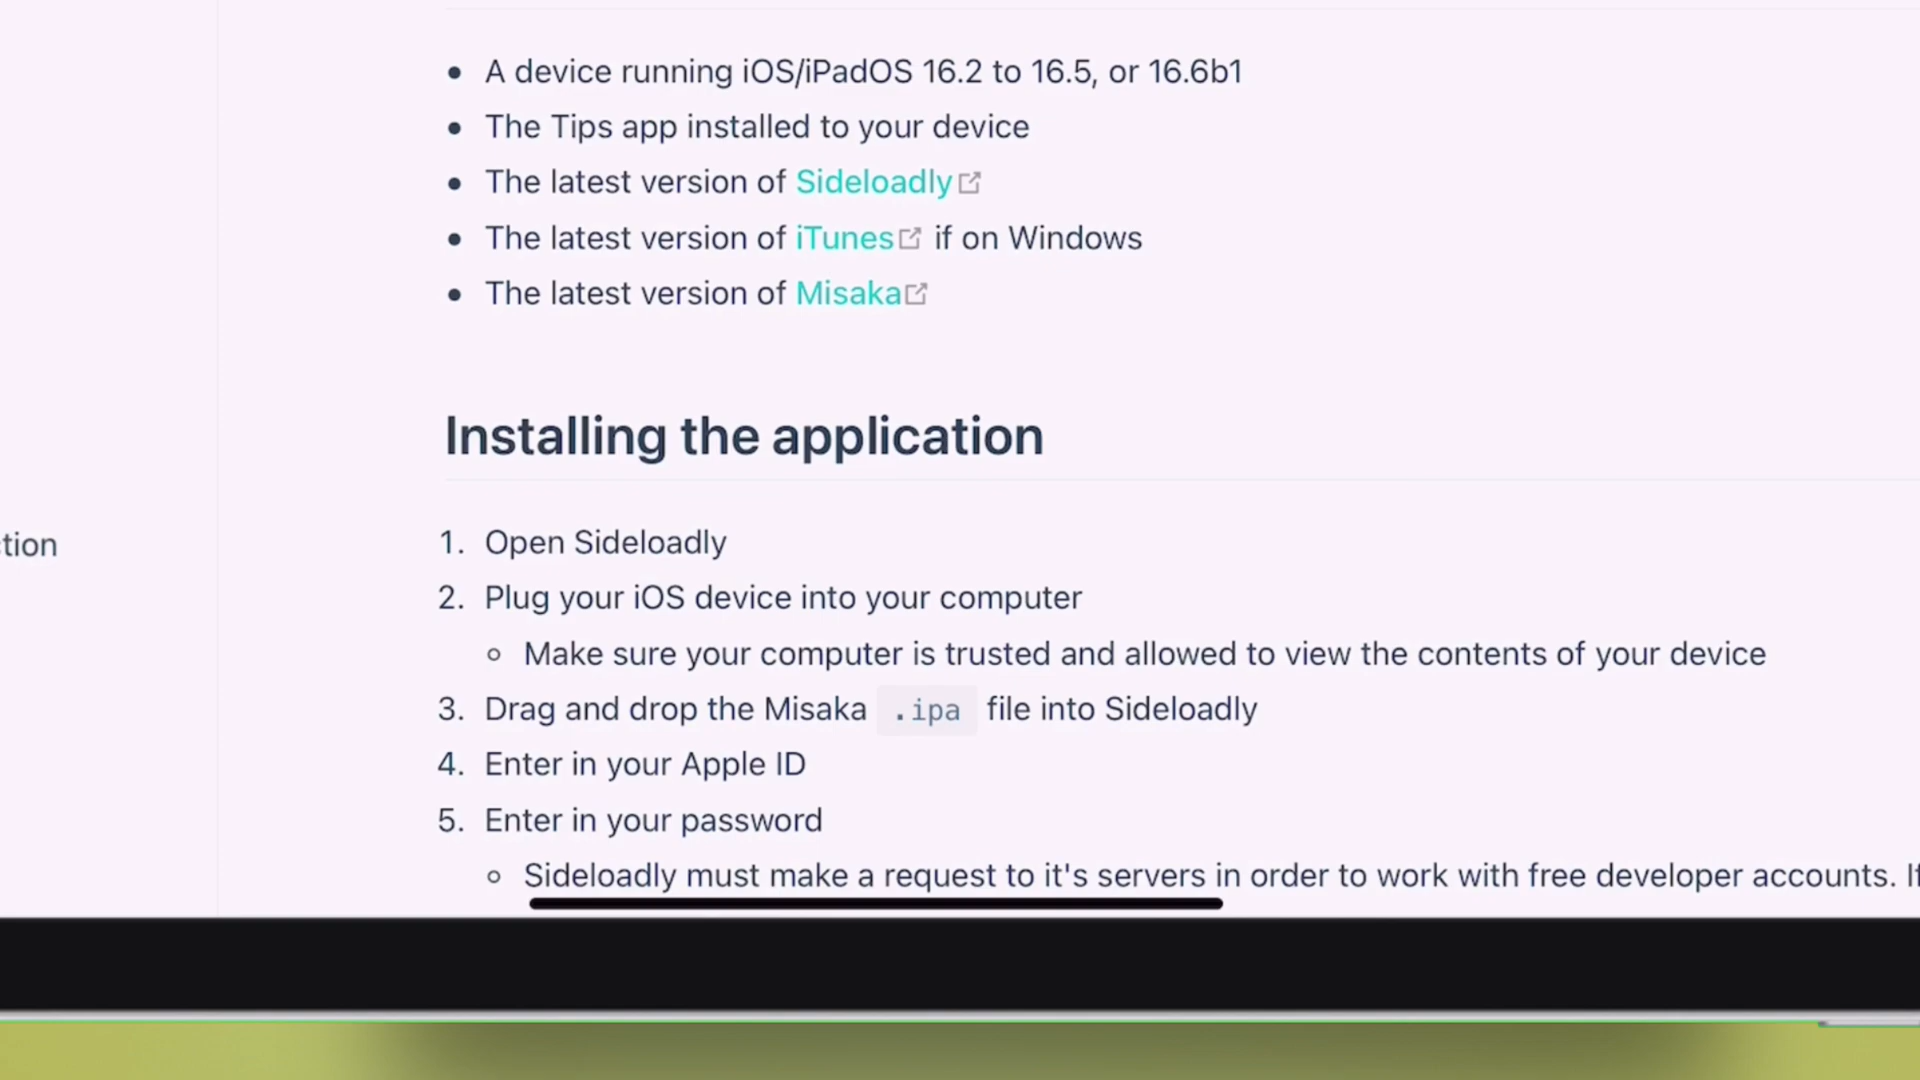 A device running iOS/iPadOS 16.2 to 16.5, or 16.6b1
The Tips app installed to your device
The latest version of Sideloadly
The latest version of iTunes if on Windows
The latest version of Misaka
Installing the application
tion
1. Open Sideloadly
2. Plug your iOS device into your computer
Make sure your computer is trusted and allowed to view the contents of your device
3. Drag and drop the Misaka .ipa file into Sideloadly
4. Enter in your Apple ID
5. Enter in your password
Sideloadly must make a request to it's servers in order to work with free developer accounts. If